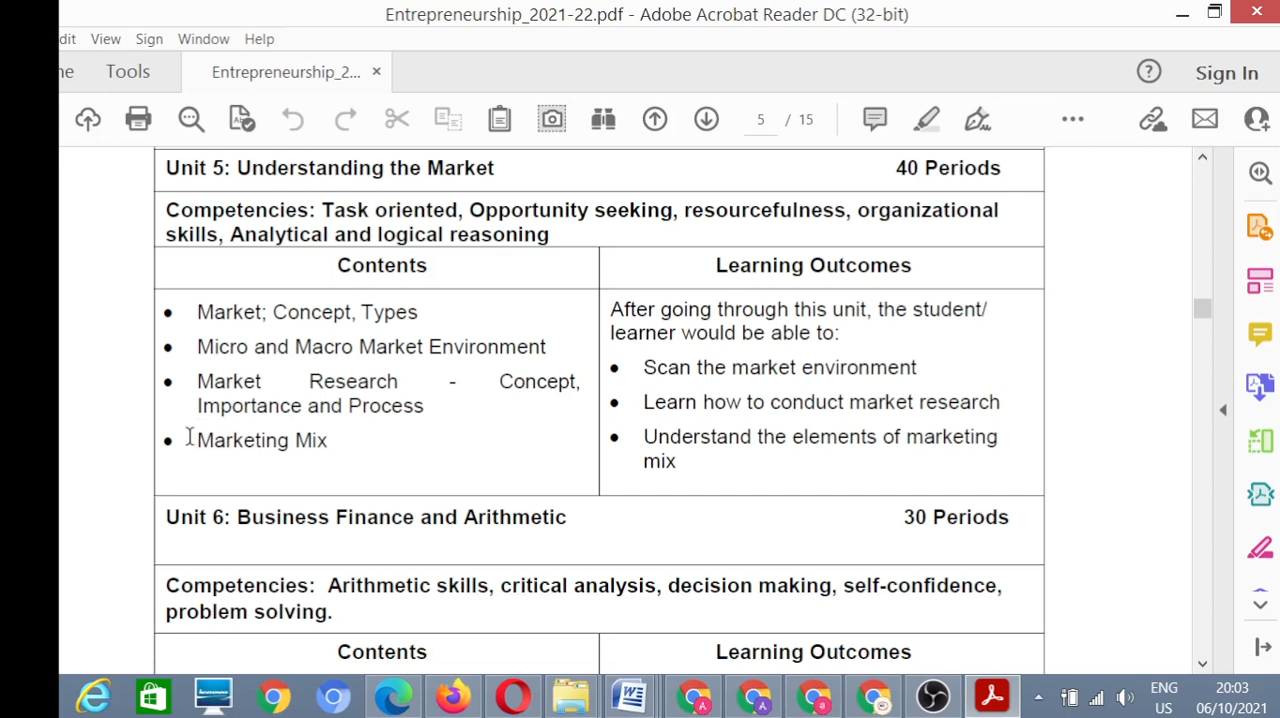 Entrepreneurship_2021-22.pdf - Adobe Acrobat Reader DC (32-bit)
dit View Sign Window Help
me Tools Entrepreneurship_2... × Sign In
5 / 15
Unit 5: Understanding the Market 40 Periods
Competencies: Task oriented, Opportunity seeking, resourcefulness, organizational
skills, Analytical and logical reasoning
Contents Learning Outcomes
• Market; Concept, Types
• Micro and Macro Market Environment
• Market Research - Concept,
Importance and Process
• Marketing Mix
After going through this unit, the student/
learner would be able to:
• Scan the market environment
• Learn how to conduct market research
• Understand the elements of marketing
mix
Unit 6: Business Finance and Arithmetic 30 Periods
Competencies: Arithmetic skills, critical analysis, decision making, self-confidence,
problem solving.
Contents Learning Outcomes
ENG 20:03
US 06/10/2021